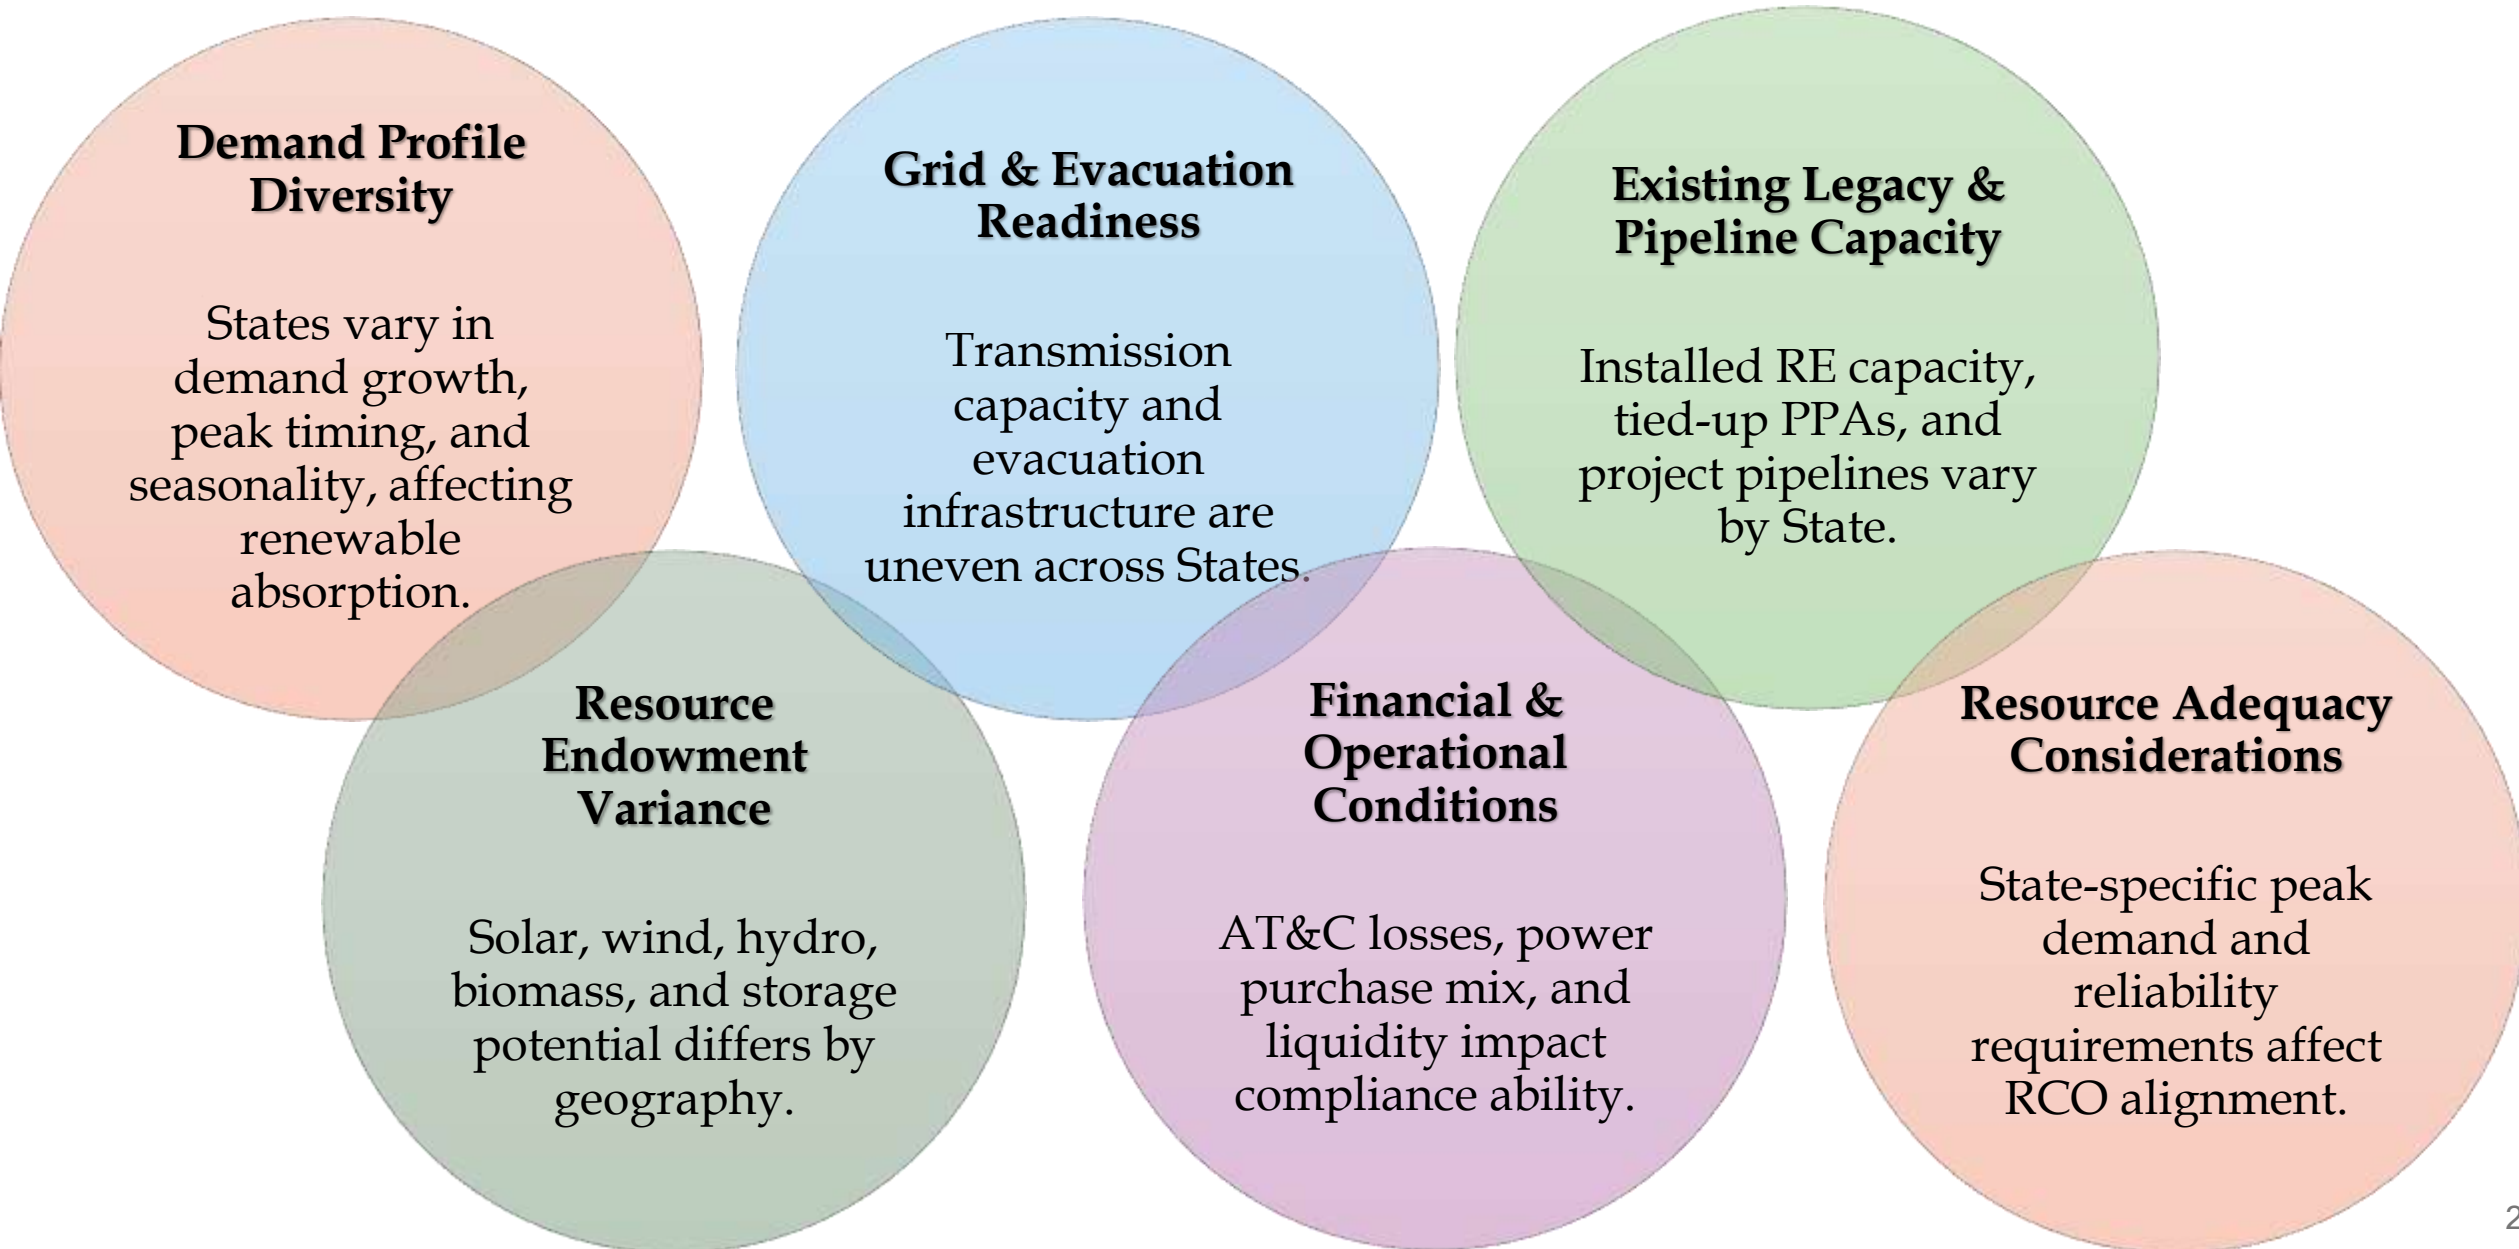 Demand Profile
Diversity
States vary in
demand growth,
peak timing, and
seasonality, affecting
renewable
absorption.
Resource
Endowment
Variance
Solar, wind, hydro,
biomass, and storage
potential differs by
geography.
Grid & Evacuation
Readiness
Transmission
capacity and
evacuation
infrastructure are
uneven across States.
Financial &
Operational
Conditions
AT&C losses, power
purchase mix, and
liquidity impact
compliance ability.
Existing Legacy &
Pipeline Capacity
Installed RE capacity,
tied-up PPAs, and
project pipelines vary
by State.
Resource Adequacy
Considerations
State-specific peak
demand and
reliability
requirements affect
RCO alignment.
2